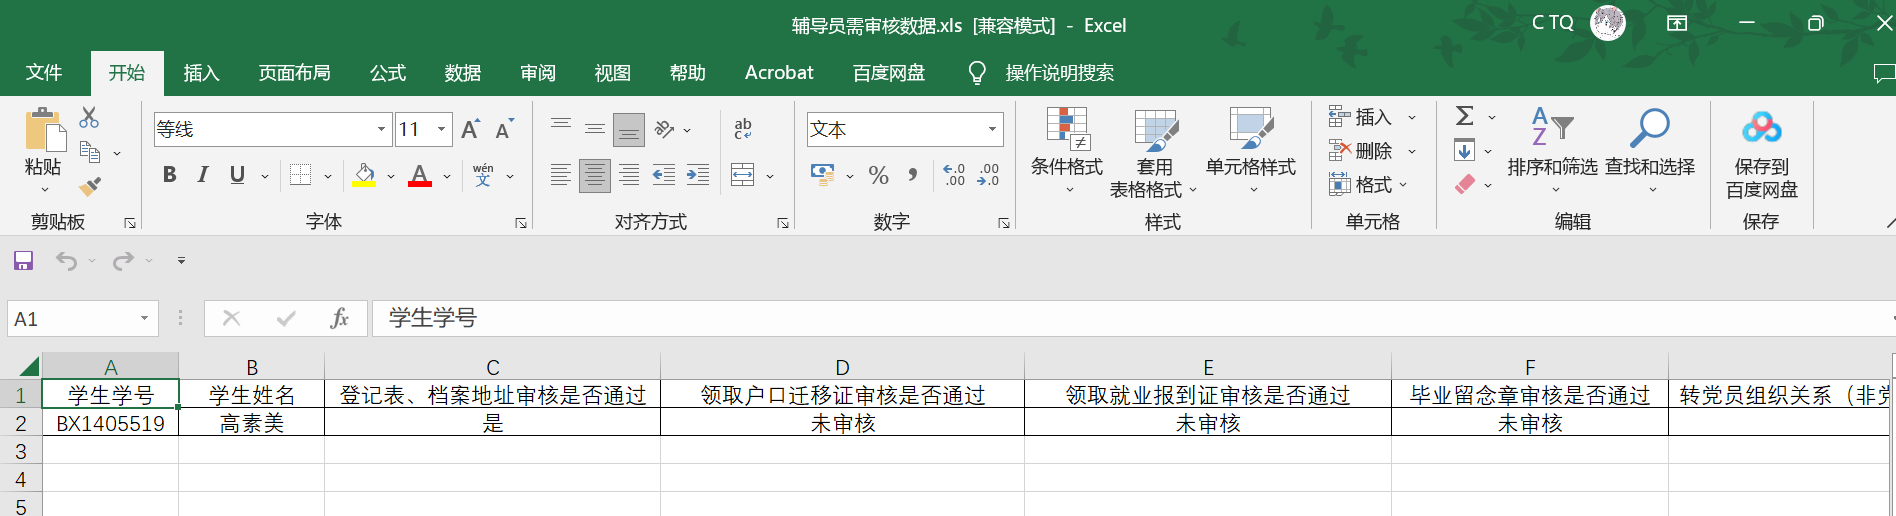 辅导员需审核数据.xls [兼容模式] - Excel
C TQ
文件 开始 插入 页面布局 公式 数据 审阅 视图 帮助 Acrobat 百度网盘 操作说明搜索
等线 11 ab c 文本
插入
删除
格式
粘贴
B I U A wén 文 % .00 .0
条件格式 套用 表格格式 单元格样式
排序和筛选 查找和选择 保存到 百度网盘
剪贴板 字体 对齐方式 数字 样式 单元格 编辑 保存
A1 fx 学生学号
A B C D E F
1 学生学号 学生姓名 登记表、档案地址审核是否通过 领取户口迁移证审核是否通过 领取就业报到证审核是否通过 毕业留念章审核是否通过 转党员组织关系（非党
2 BX1405519 高素美 是 未审核 未审核 未审核
3
4
5